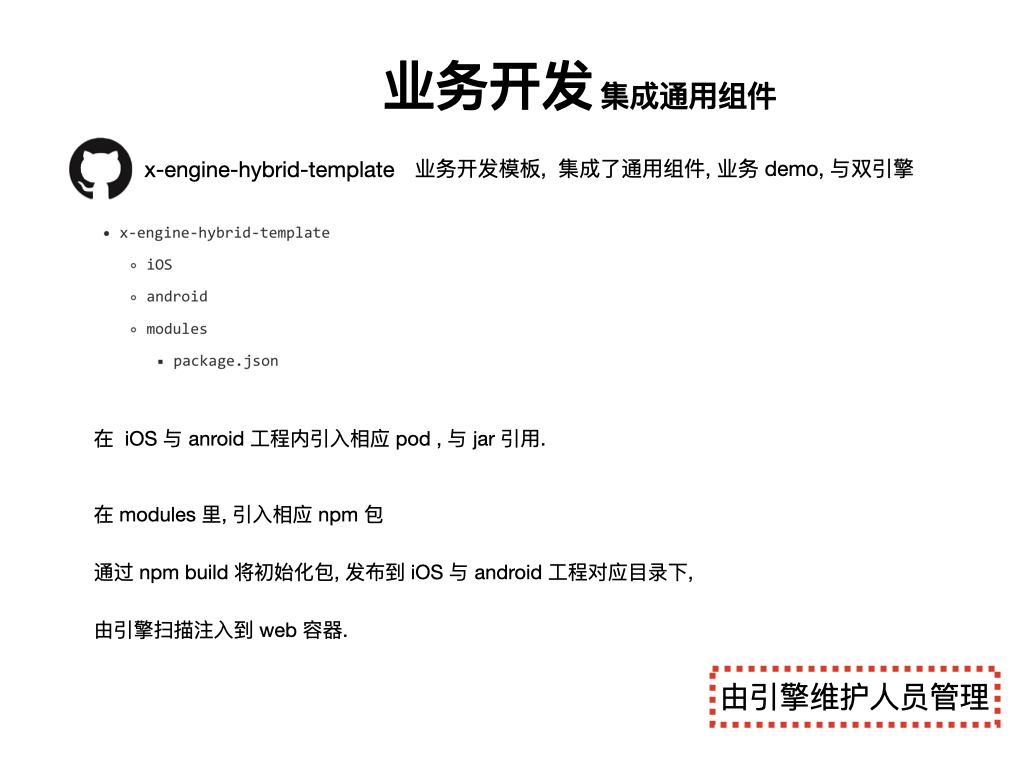 业务开发 集成通用组件
x-engine-hybrid-template 业务开发模板, 集成了通用组件, 业务 demo, 与双引擎
x-engine-hybrid-template
iOS
android
modules
package.json
在 iOS 与 anroid 工程内引入相应 pod , 与 jar 引用.
在 modules 里, 引入相应 npm 包
通过 npm build 将初始化包, 发布到 iOS 与 android 工程对应目录下,
由引擎扫描注入到 web 容器.
由引擎维护人员管理